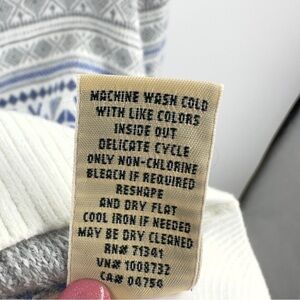 MACHINE WASH COLD
WITH LIKE COLORS
INSIDE OUT
DELICATE CYCLE
ONLY NON-CHLORINE
BLEACH IF REQUIRED
RESHAPE
AND DRY FLAT
COOL IRON IF NEEDED
MAY BE DRY CLEANED
RN# 71341
VN# 1008732
CA# 04754